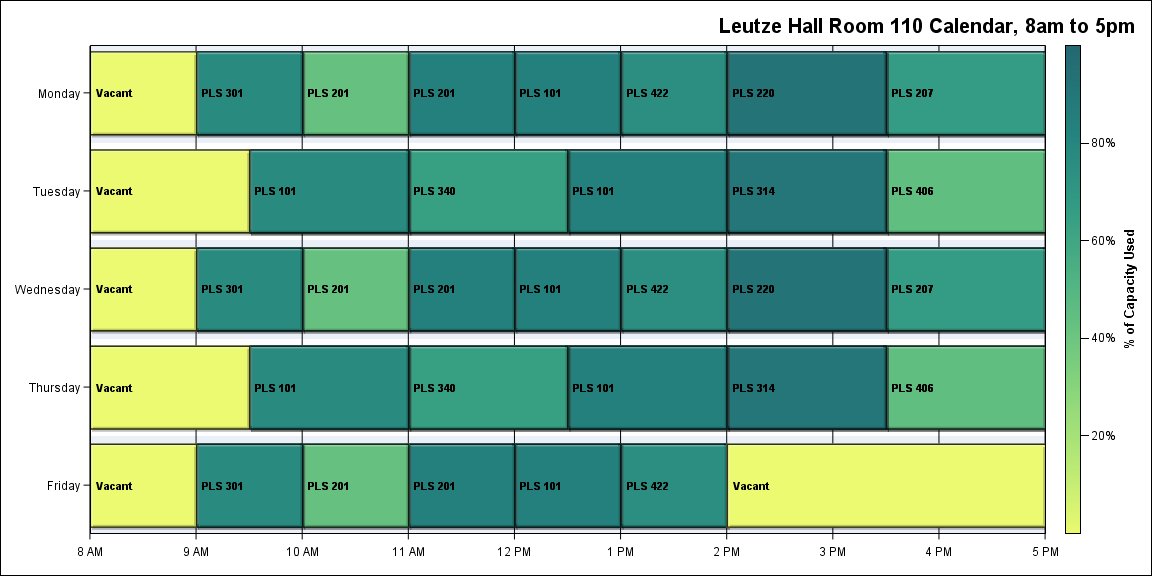 Leutze Hall Room 110 Calendar, 8am to 5pm
Monday
Vacant
PLS 301
PLS 201
PLS 201
PLS 101
PLS 422
PLS 220
PLS 207
Tuesday
Vacant
PLS 101
PLS 340
PLS 101
PLS 314
PLS 406
Wednesday
Vacant
PLS 301
PLS 201
PLS 201
PLS 101
PLS 422
PLS 220
PLS 207
Thursday
Vacant
PLS 101
PLS 340
PLS 101
PLS 314
PLS 406
Friday
Vacant
PLS 301
PLS 201
PLS 201
PLS 101
PLS 422
Vacant
8 AM
9 AM
10 AM
11 AM
12 PM
1 PM
2 PM
3 PM
4 PM
5 PM
80%
60%
40%
20%
% of Capacity Used